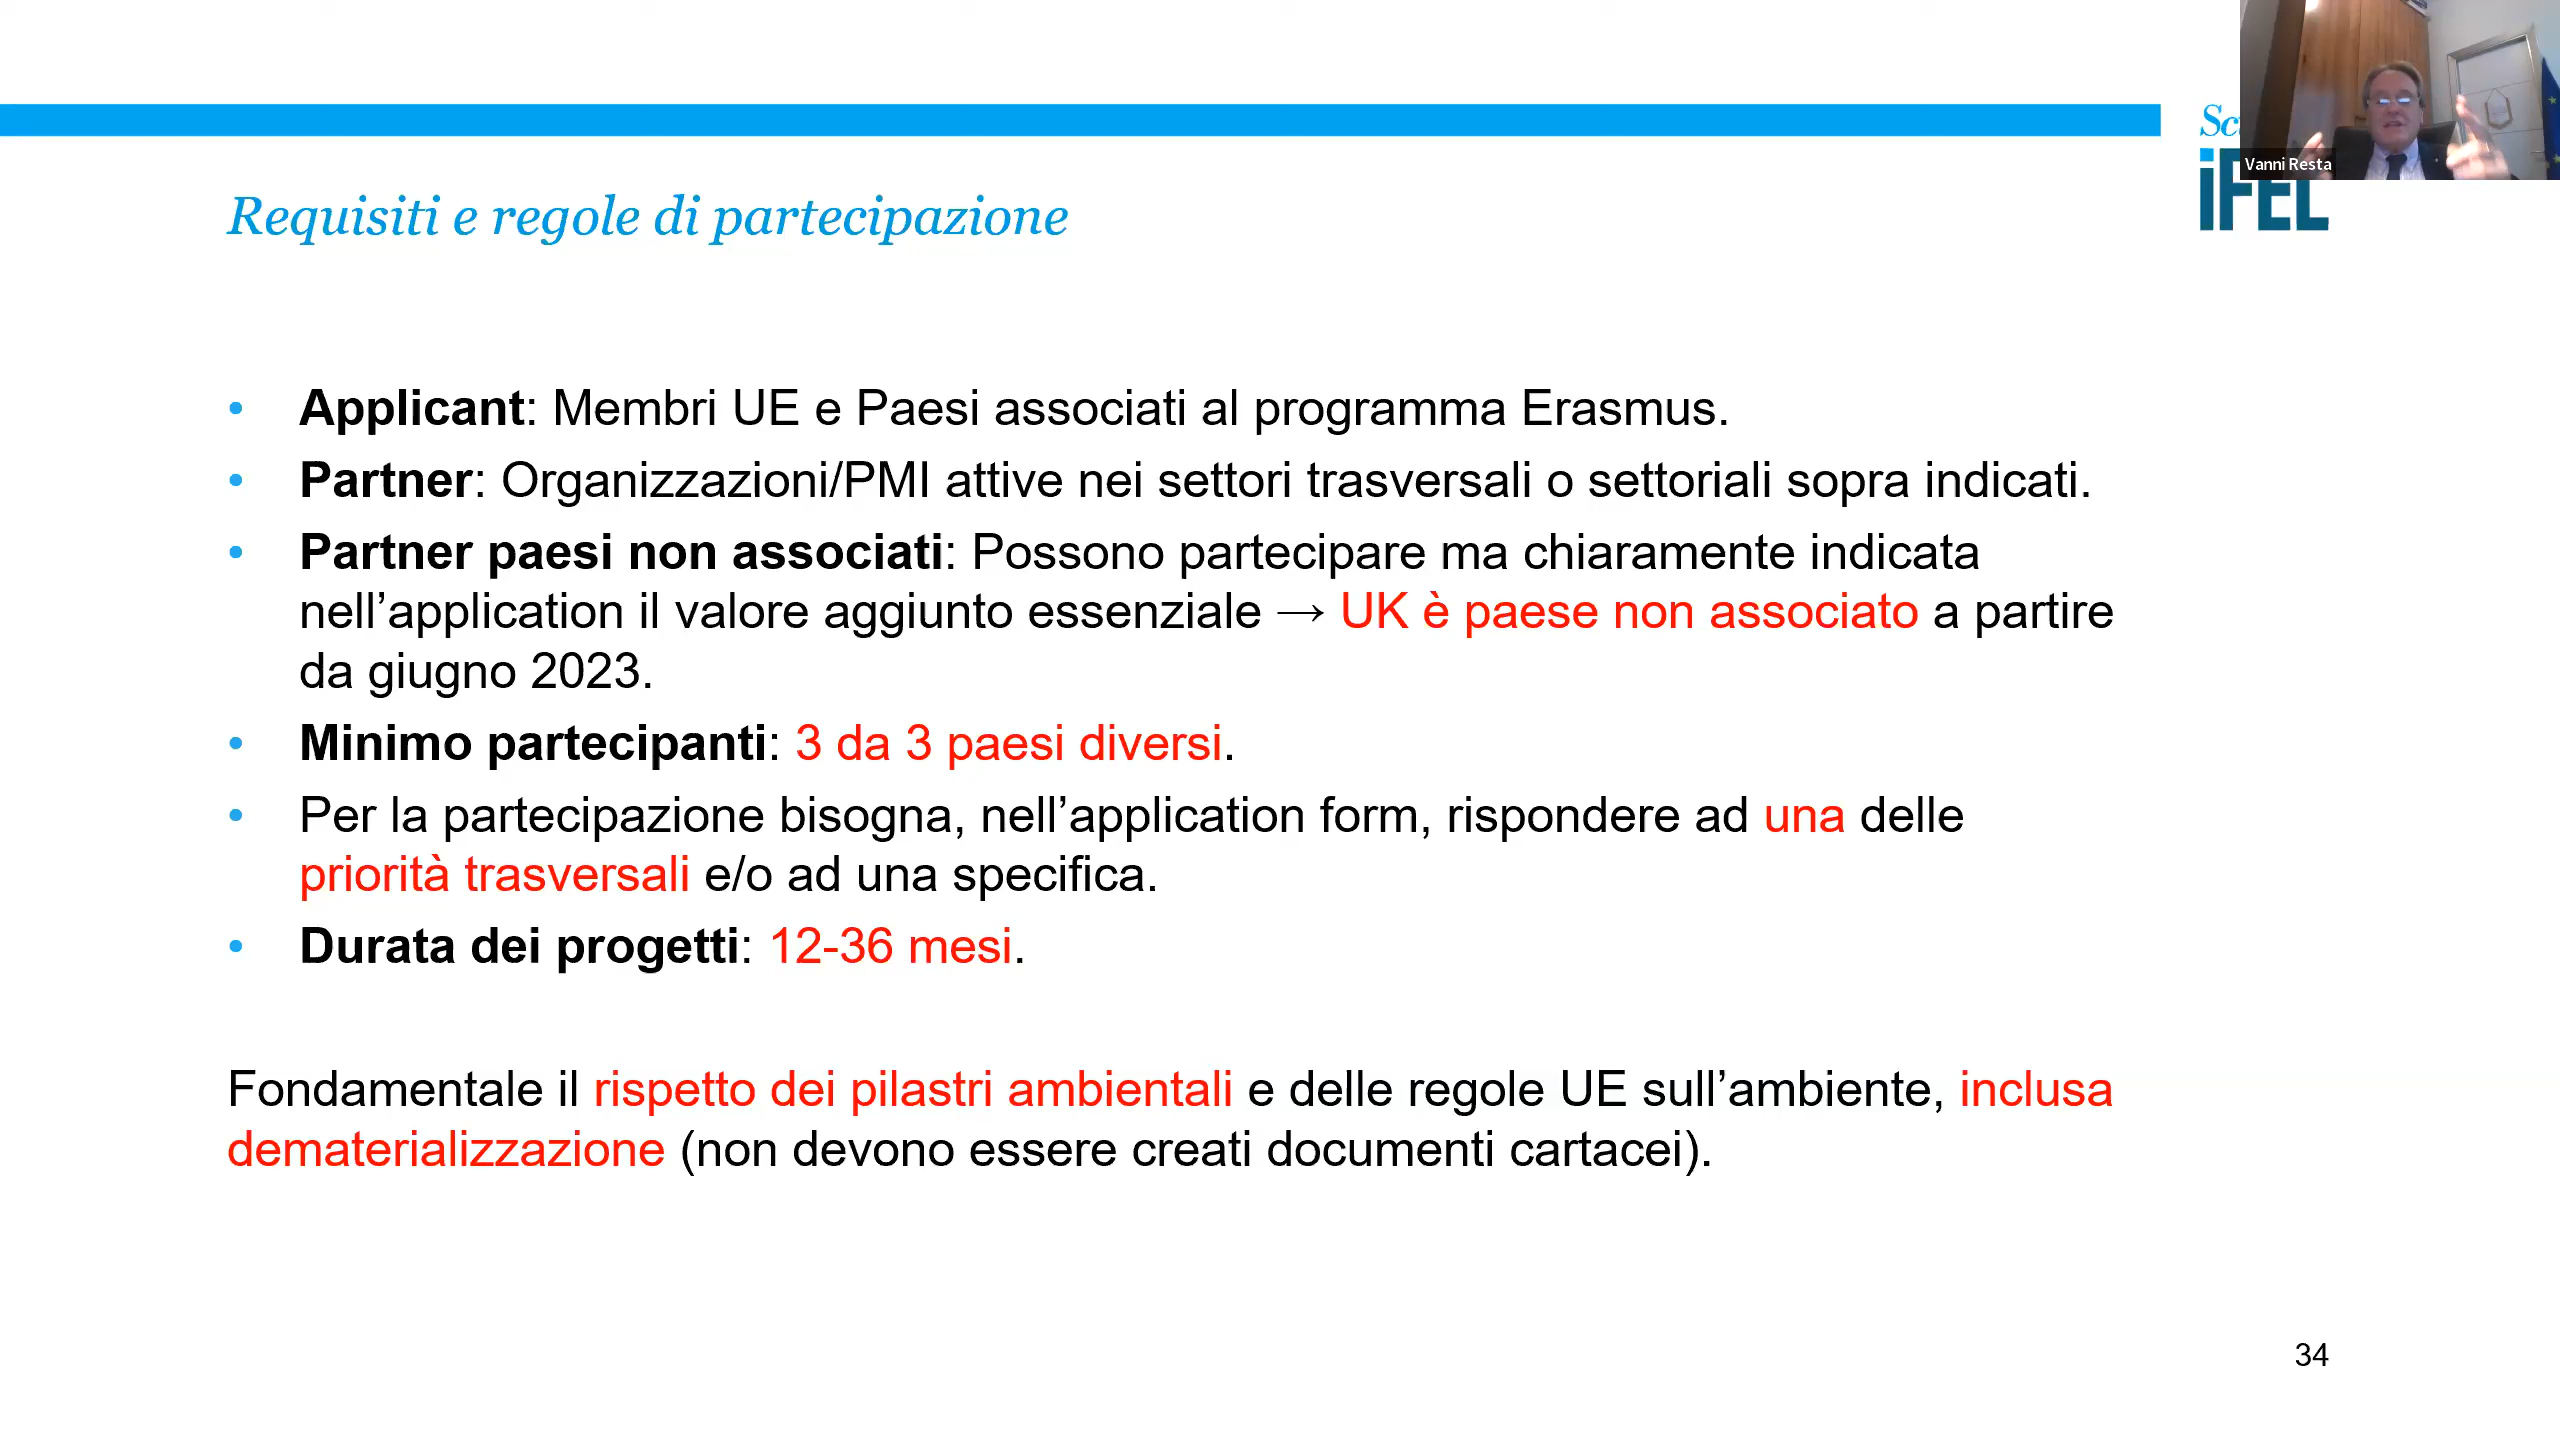 Vanni Resta
iFEL
Requisiti e regole di partecipazione
• Applicant: Membri UE e Paesi associati al programma Erasmus.
• Partner: Organizzazioni/PMI attive nei settori trasversali o settoriali sopra indicati.
• Partner paesi non associati: Possono partecipare ma chiaramente indicata
nell’application il valore aggiunto essenziale → UK è paese non associato a partire
da giugno 2023.
• Minimo partecipanti: 3 da 3 paesi diversi.
• Per la partecipazione bisogna, nell’application form, rispondere ad una delle
priorità trasversali e/o ad una specifica.
• Durata dei progetti: 12-36 mesi.
Fondamentale il rispetto dei pilastri ambientali e delle regole UE sull’ambiente, inclusa
dematerializzazione (non devono essere creati documenti cartacei).
34